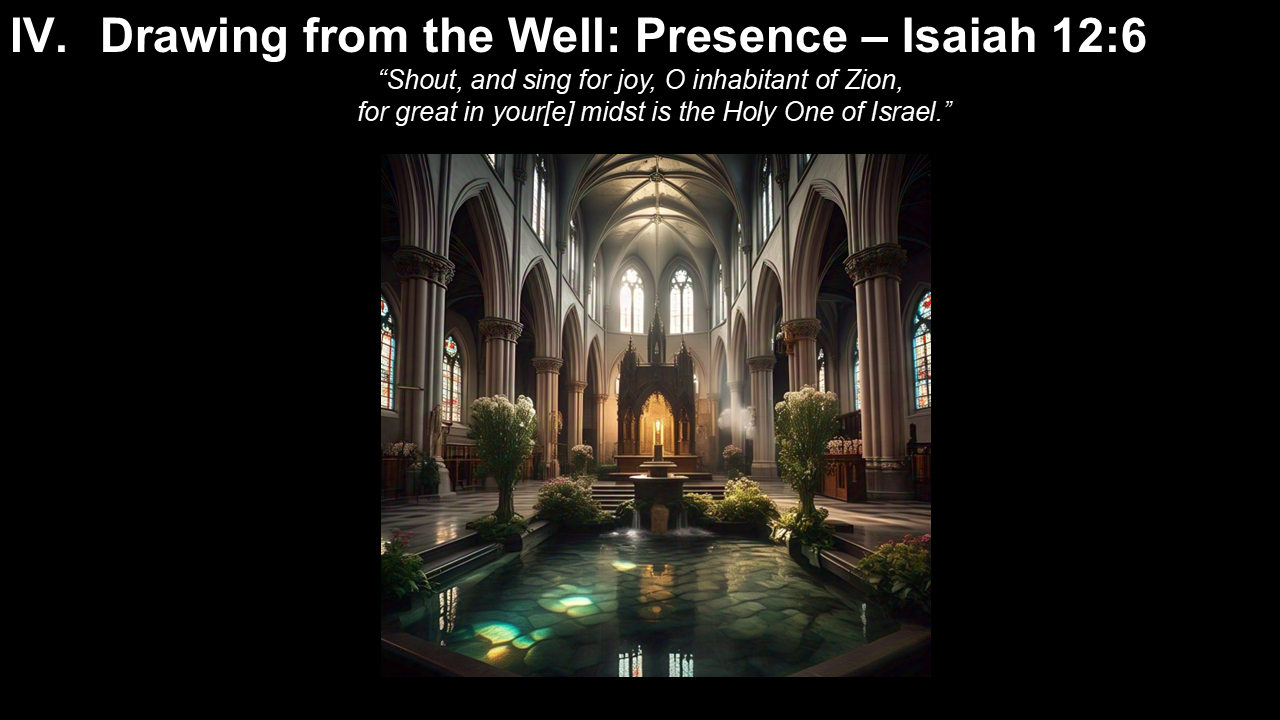 IV. Drawing from the Well: Presence – Isaiah 12:6
“Shout, and sing for joy, O inhabitant of Zion,
for great in your[e] midst is the Holy One of Israel.”